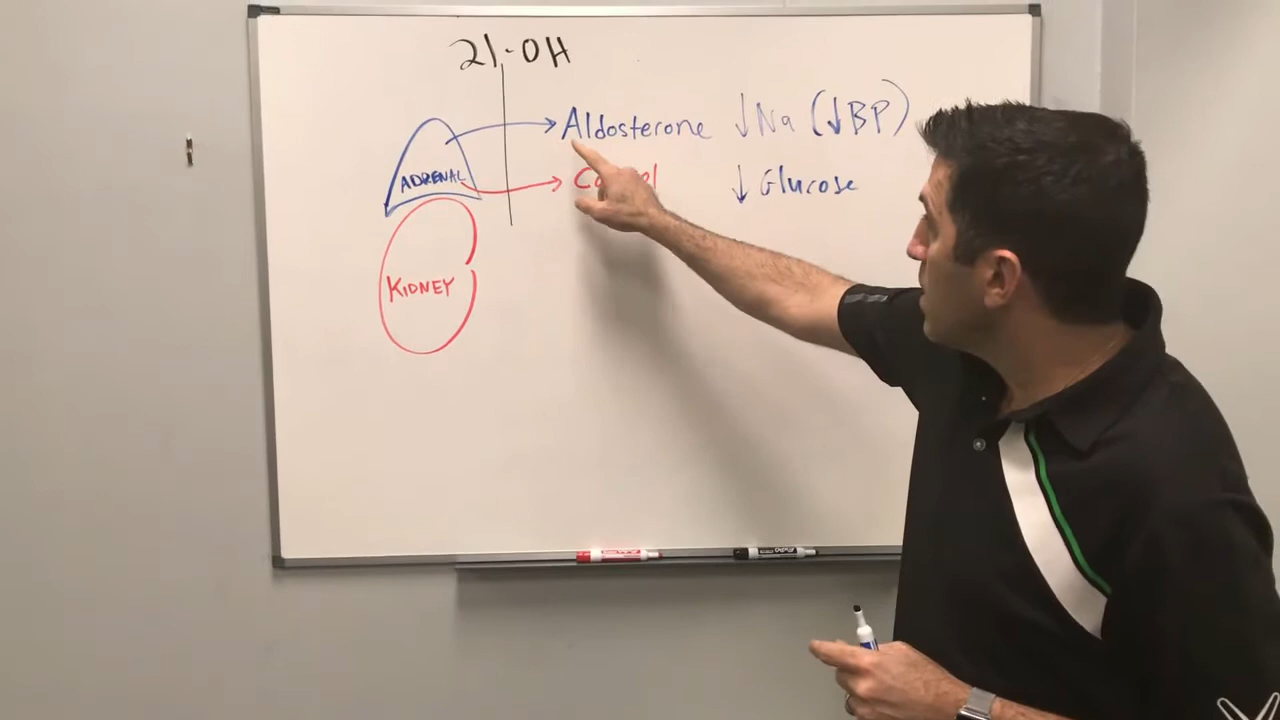 21-OH
Aldosterone ↓Na (↓BP)
↓Glucose
ADRENAL
KIDNEY